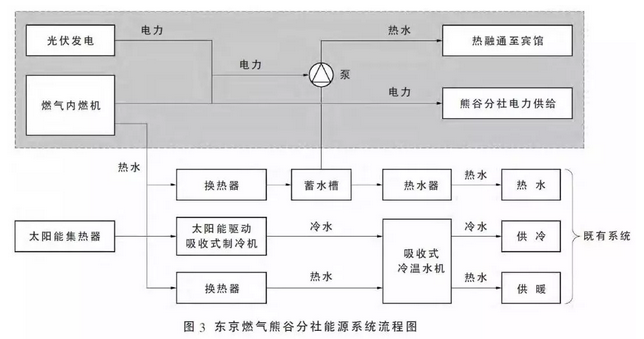 光伏发电
电力
热水
热融通至宾馆
电力
泵
燃气内燃机
电力
熊谷分社电力供给
热水
换热器
蓄水槽
热水器
热水
热水
太阳能集热器
太阳能驱动
吸收式制冷机
冷水
吸收式
冷温水机
冷水
供冷
既有系统
换热器
热水
热水
供暖
图 3 东京燃气熊谷分社能源系统流程图